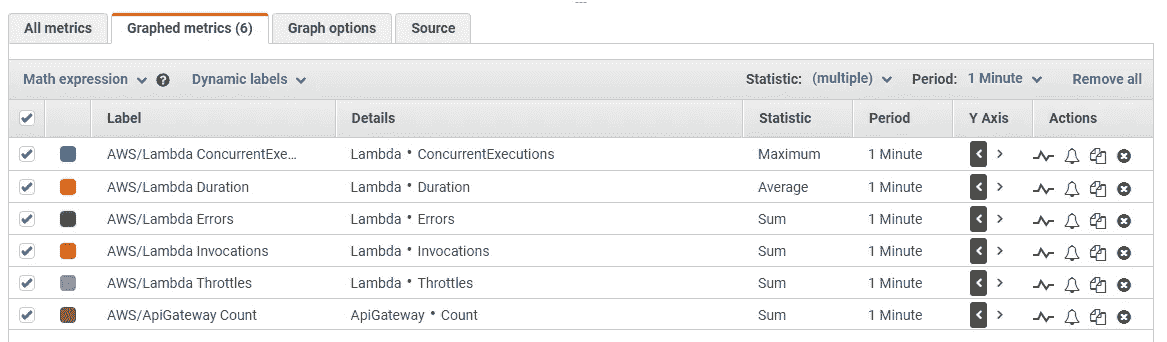 All metrics Graphed metrics (6) Graph options Source
Math expression Dynamic labels Statistic: (multiple) Period: 1 Minute Remove all
Label Details Statistic Period Y Axis Actions
AWS/Lambda ConcurrentExe... Lambda • ConcurrentExecutions Maximum 1 Minute
AWS/Lambda Duration Lambda • Duration Average 1 Minute
AWS/Lambda Errors Lambda • Errors Sum 1 Minute
AWS/Lambda Invocations Lambda • Invocations Sum 1 Minute
AWS/Lambda Throttles Lambda • Throttles Sum 1 Minute
AWS/ApiGateway Count ApiGateway • Count Sum 1 Minute